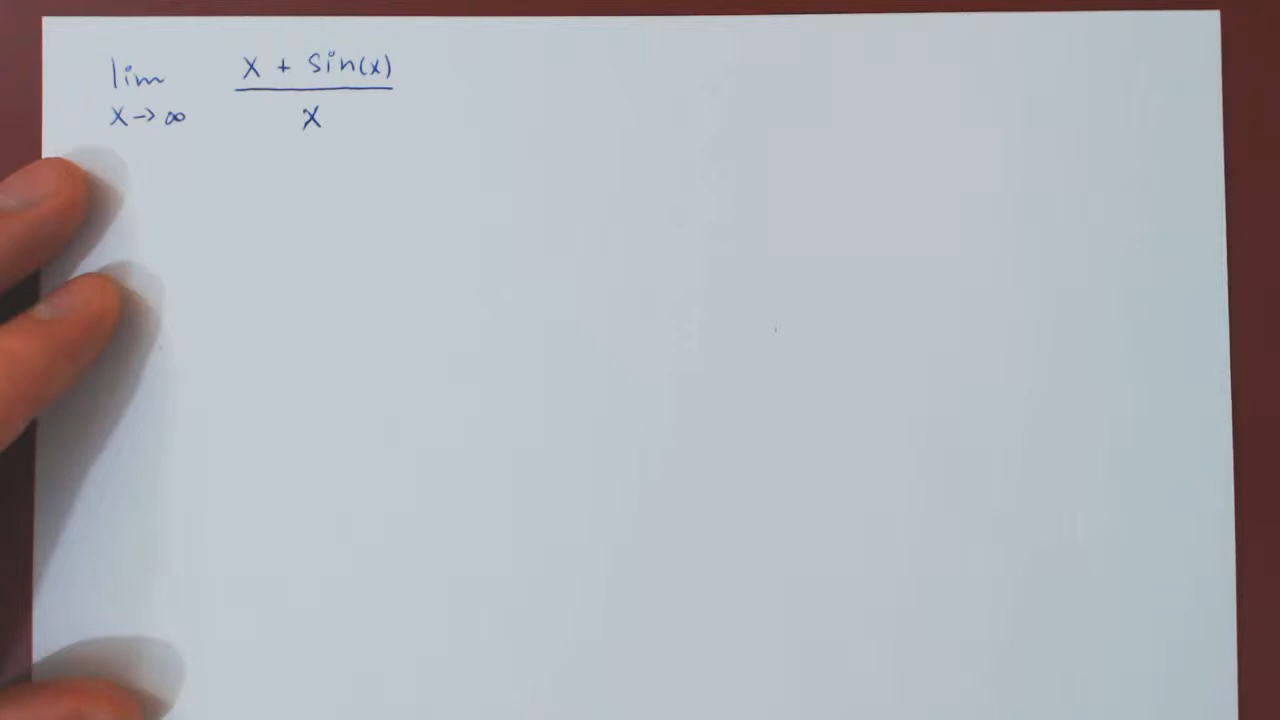 lim x + sin(x)
x→∞ x